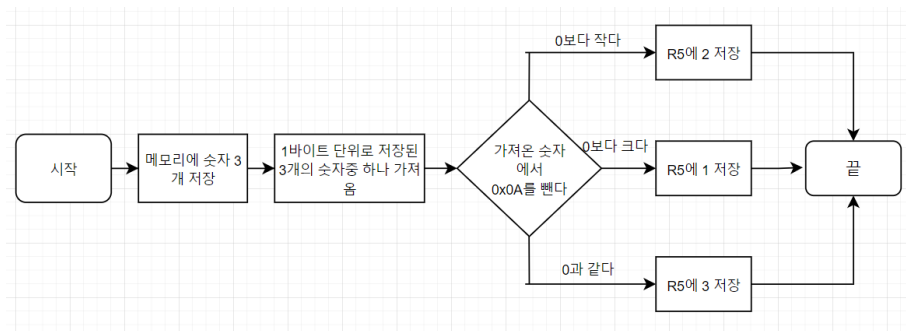 시작
메모리에 숫자 3
개 저장
1바이트 단위로 저장된
3개의 숫자중 하나 가져
옴
가져온 숫자
에서
0x0A를 뺀다
0보다 작다
R5에 2 저장
0보다 크다
R5에 1 저장
0과 같다
R5에 3 저장
끝